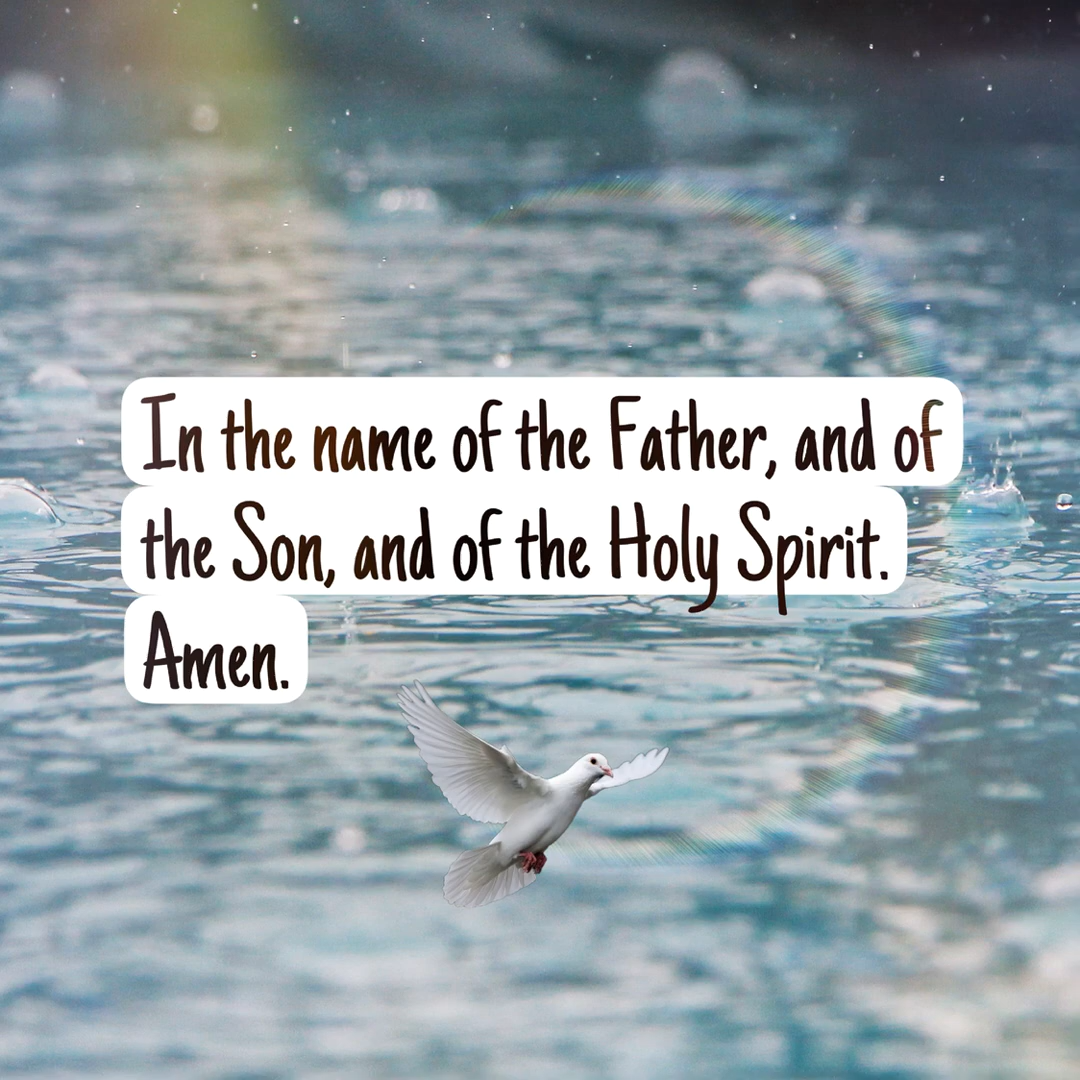 In the name of the Father, and of
the Son, and of the Holy Spirit.
Amen.